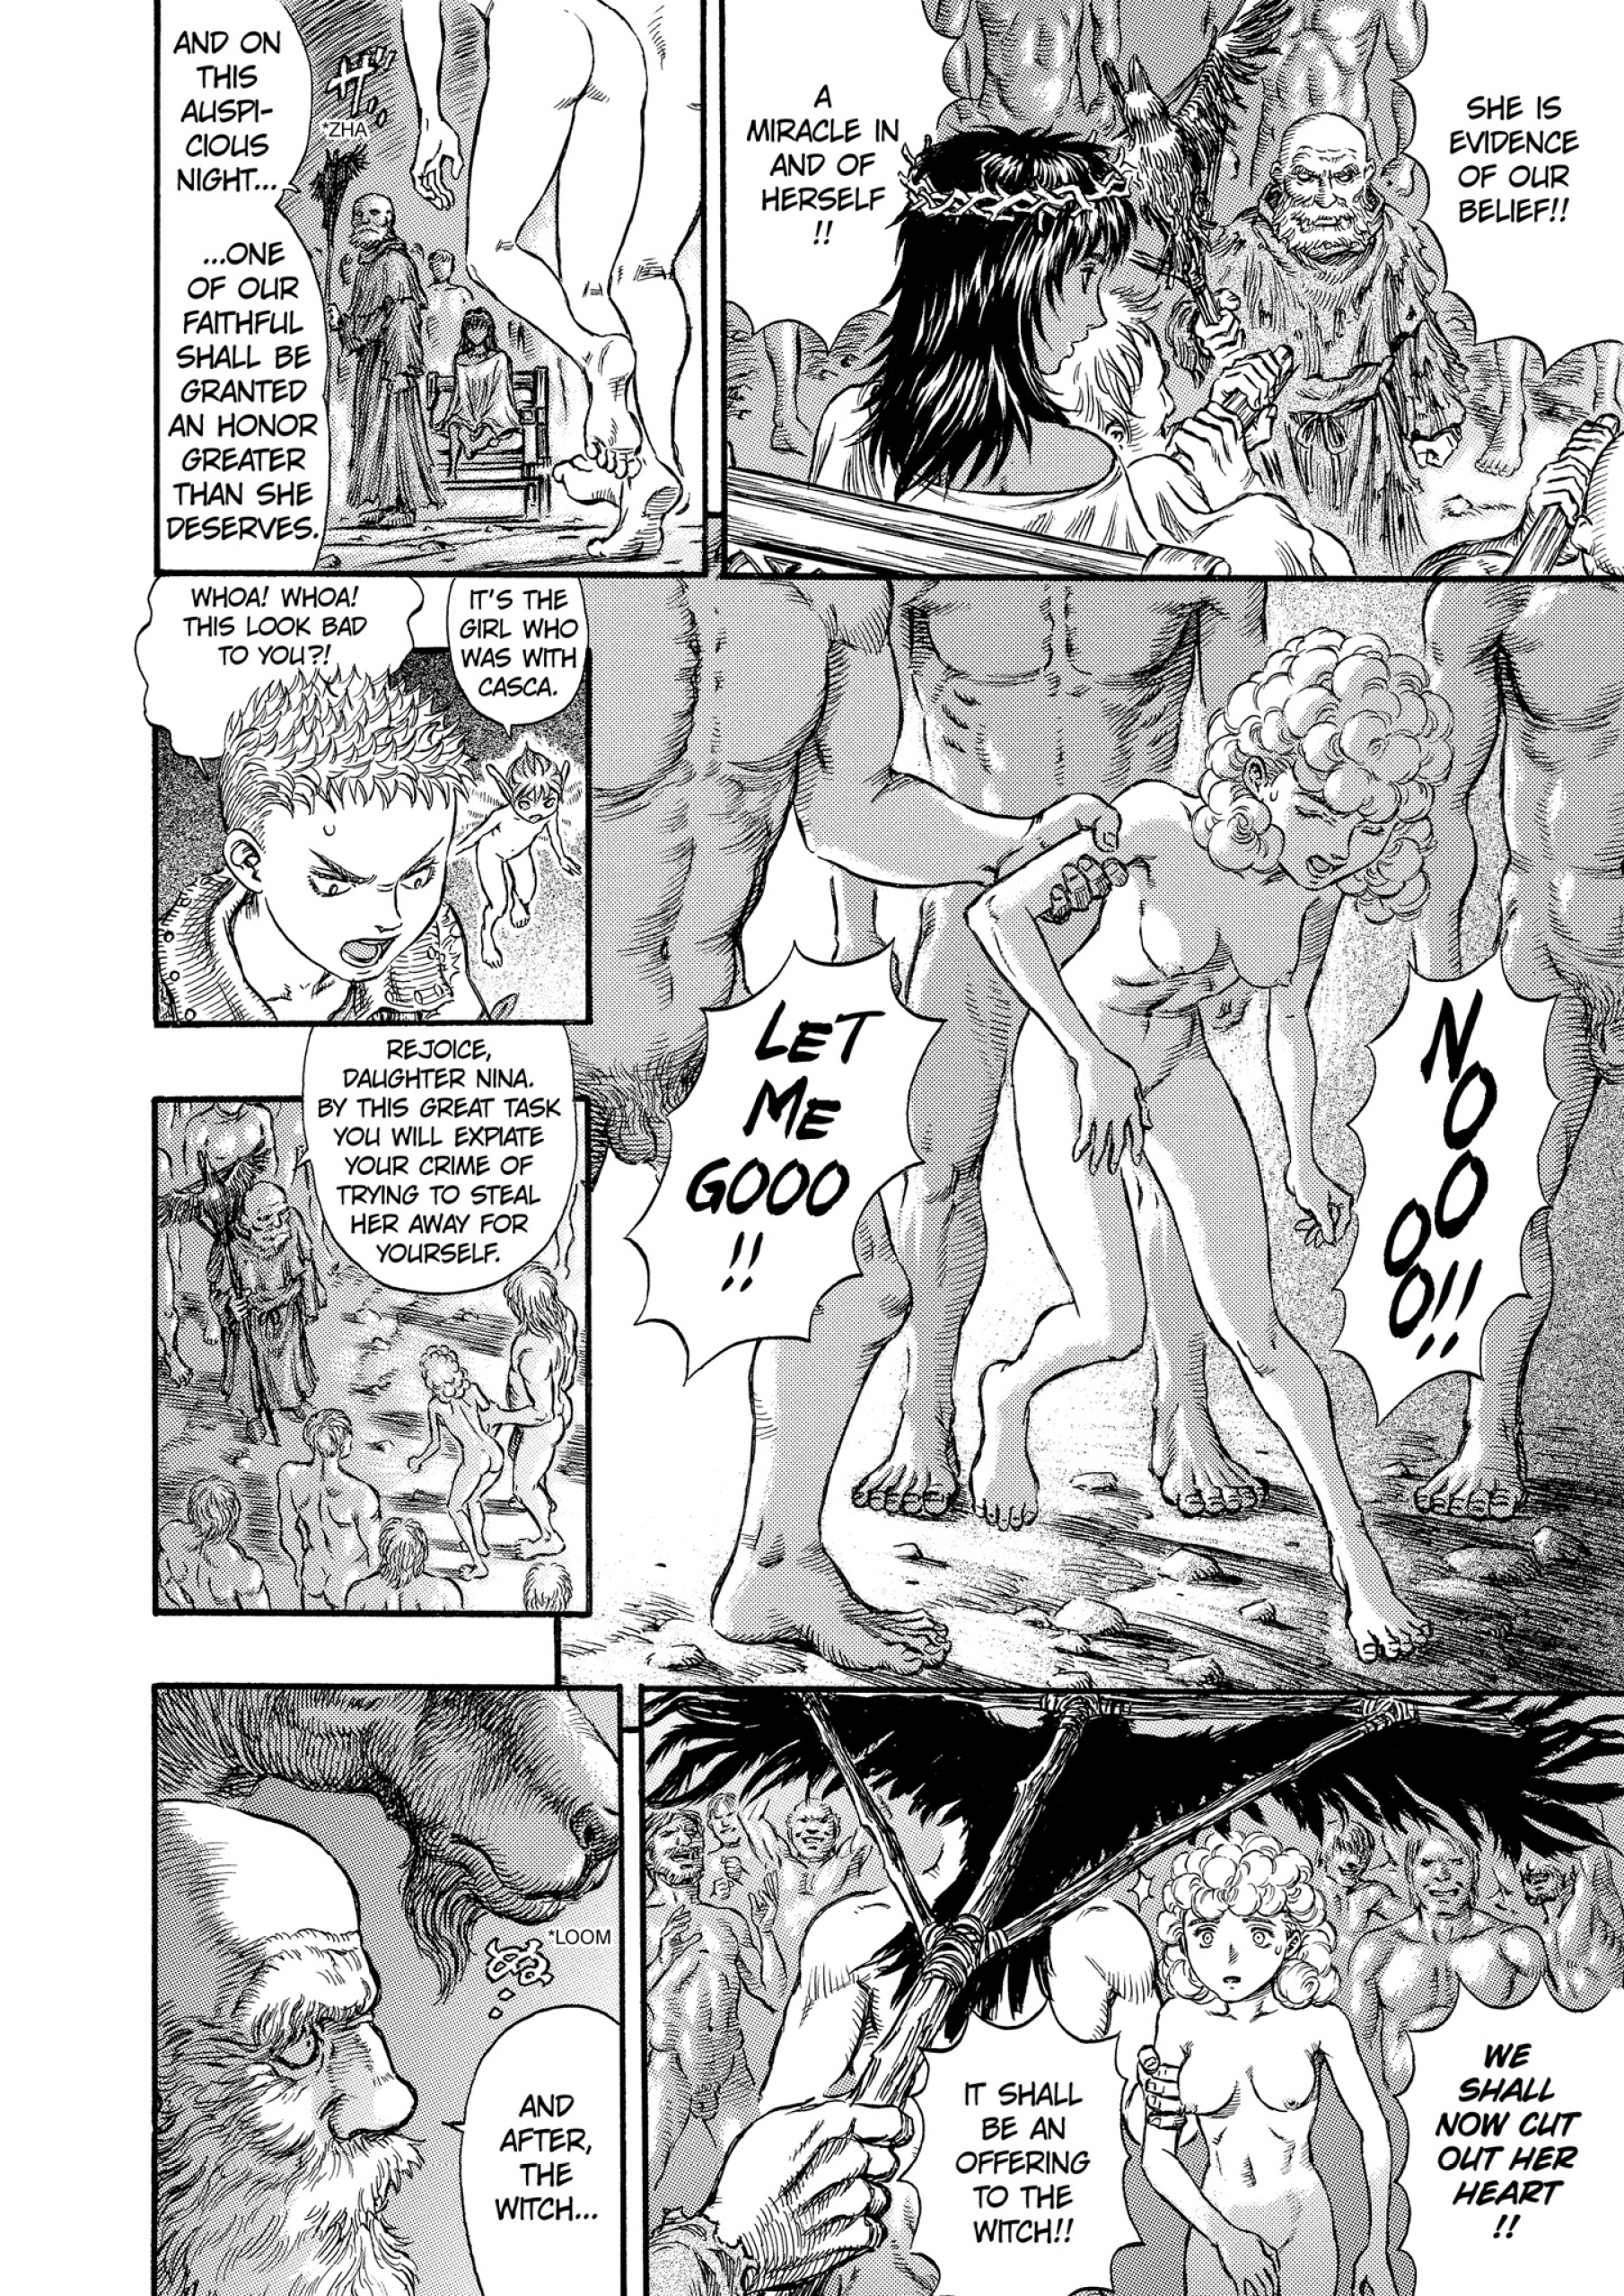 SHE IS
EVIDENCE
OF OUR
BELIEF!!
A
MIRACLE IN
AND OF
HERSELF
!!
AND ON
THIS
AUSPI-
CIOUS
NIGHT...
ザッ
*ZHA
...ONE
OF OUR
FAITHFUL
SHALL BE
GRANTED
AN HONOR
GREATER
THAN SHE
DESERVES.
NOOOO!!
LET
ME
GOOO
!!
IT'S THE
GIRL WHO
WAS WITH
CASCA.
WHOA! WHOA!
THIS LOOK BAD
TO YOU?!
REJOICE,
DAUGHTER NINA.
BY THIS GREAT TASK
YOU WILL EXPIATE
YOUR CRIME OF
TRYING TO STEAL
HER AWAY FOR
YOURSELF.
WE
SHALL
NOW CUT
OUT HER
HEART
!!
IT SHALL
BE AN
OFFERING
TO THE
WITCH!!
*LOOM
ぬっ
AND
AFTER,
THE
WITCH...